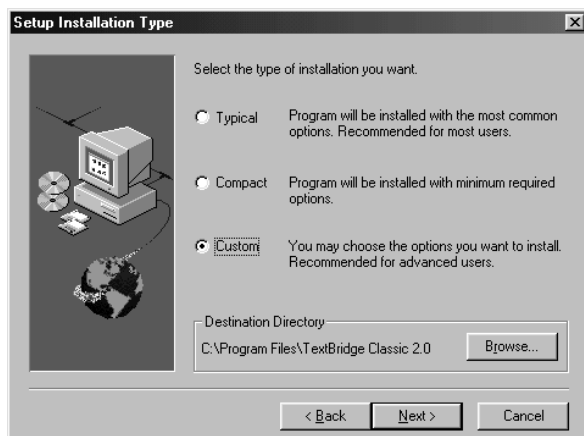 Setup Installation Type
Select the type of installation you want.
Typical Program will be installed with the most common
options. Recommended for most users.
Compact Program will be installed with minimum required
options.
Custom You may choose the options you want to install.
Recommended for advanced users.
Destination Directory
C:\Program Files\TextBridge Classic 2.0 Browse...
< Back Next > Cancel